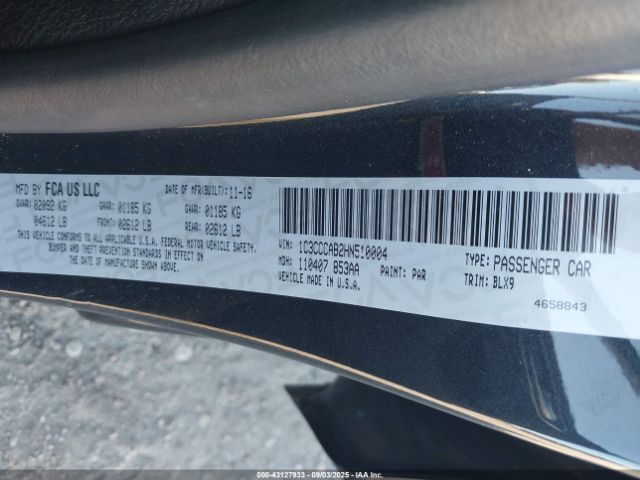 MFD BY FCA US LLC DATE OF MFR(BUILT): 11-16
GVWR: 02092 KG GAWR: 01185 KG GAWR: 01185 KG
04612 LB FRONT: 02612 LB REAR: 02612 LB
THIS VEHICLE CONFORMS TO ALL APPLICABLE U.S.A. FEDERAL MOTOR VEHICLE SAFETY,
BUMPER AND THEFT PREVENTION STANDARDS IN EFFECT ON
THE DATE OF MANUFACTURE SHOWN ABOVE.
VIN: 1C3CCCAB2HN510004 TYPE: PASSENGER CAR
MDH: 110407 853AA PAINT: PAR TRIM: BLX9
VEHICLE MADE IN U.S.A.
4658843
000-43127933 - 09/03/2025 - IAA Inc.